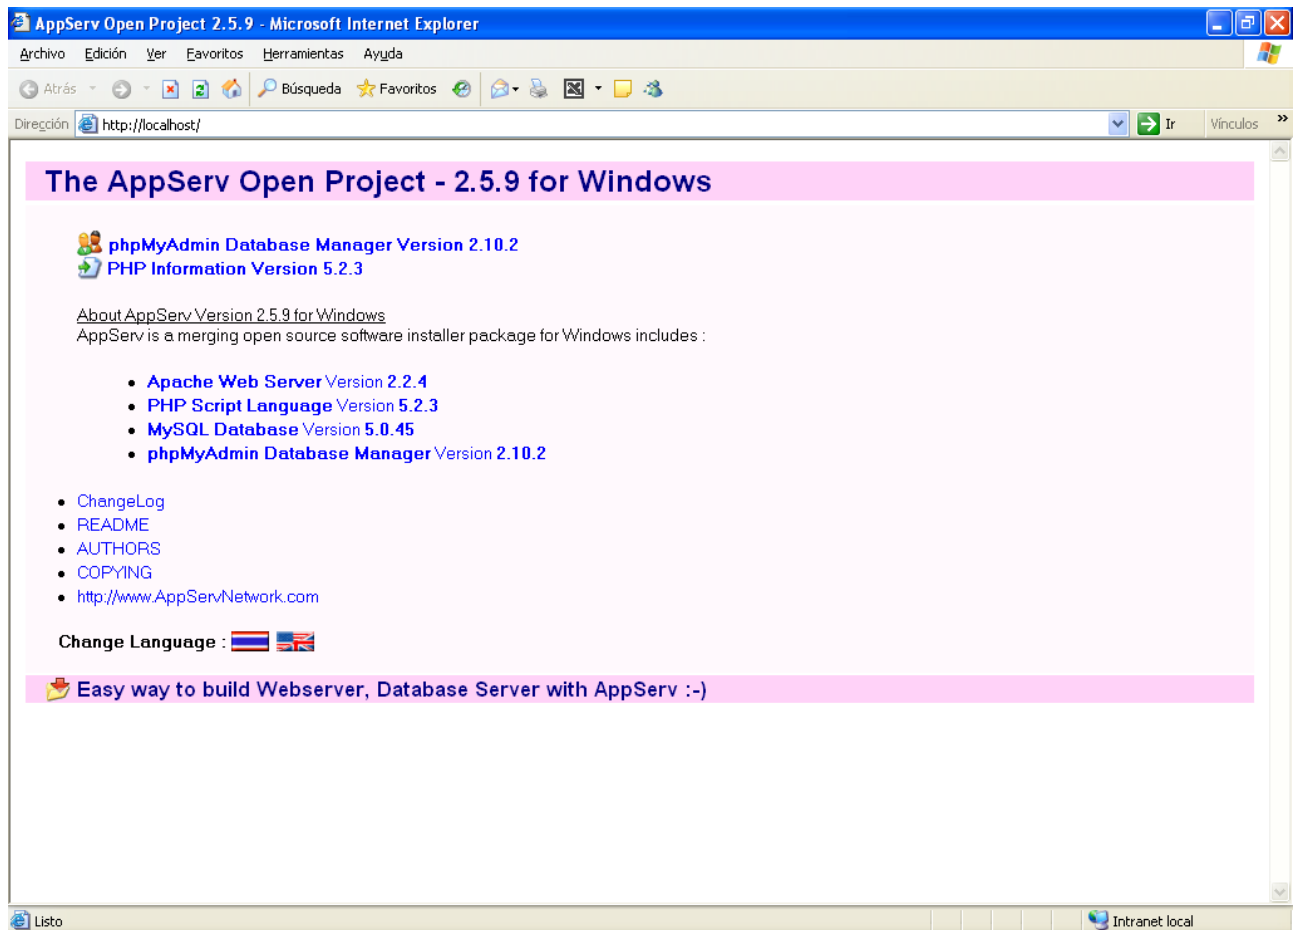 AppServ Open Project 2.5.9 - Microsoft Internet Explorer
Archivo Edición Ver Favoritos Herramientas Ayuda
Atrás Búsqueda Favoritos
Dirección http://localhost/ Ir Vínculos »
The AppServ Open Project - 2.5.9 for Windows
phpMyAdmin Database Manager Version 2.10.2
PHP Information Version 5.2.3
About AppServ Version 2.5.9 for Windows
AppServ is a merging open source software installer package for Windows includes :
• Apache Web Server Version 2.2.4
• PHP Script Language Version 5.2.3
• MySQL Database Version 5.0.45
• phpMyAdmin Database Manager Version 2.10.2
• ChangeLog
• README
• AUTHORS
• COPYING
• http://www.AppServNetwork.com
Change Language :
Easy way to build Webserver, Database Server with AppServ :-)
Listo Intranet local